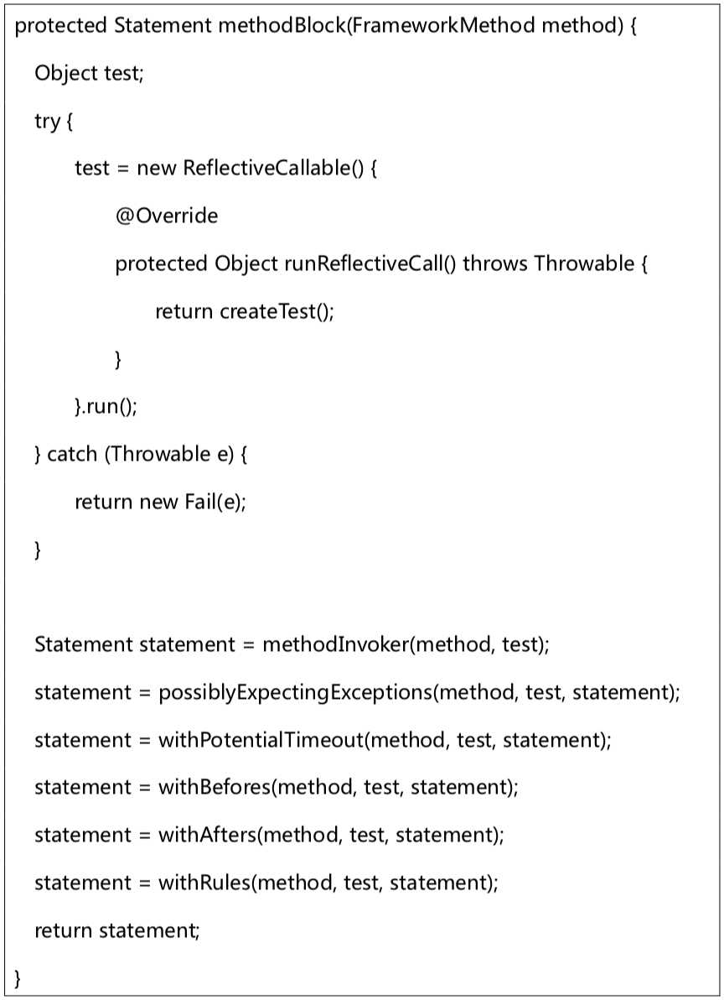 protected Statement methodBlock(FrameworkMethod method) {
Object test;
try {
test = new ReflectiveCallable() {
@Override
protected Object runReflectiveCall() throws Throwable {
return createTest();
}
}.run();
} catch (Throwable e) {
return new Fail(e);
}
Statement statement = methodInvoker(method, test);
statement = possiblyExpectingExceptions(method, test, statement);
statement = withPotentialTimeout(method, test, statement);
statement = withBefores(method, test, statement);
statement = withAfters(method, test, statement);
statement = withRules(method, test, statement);
return statement;
}